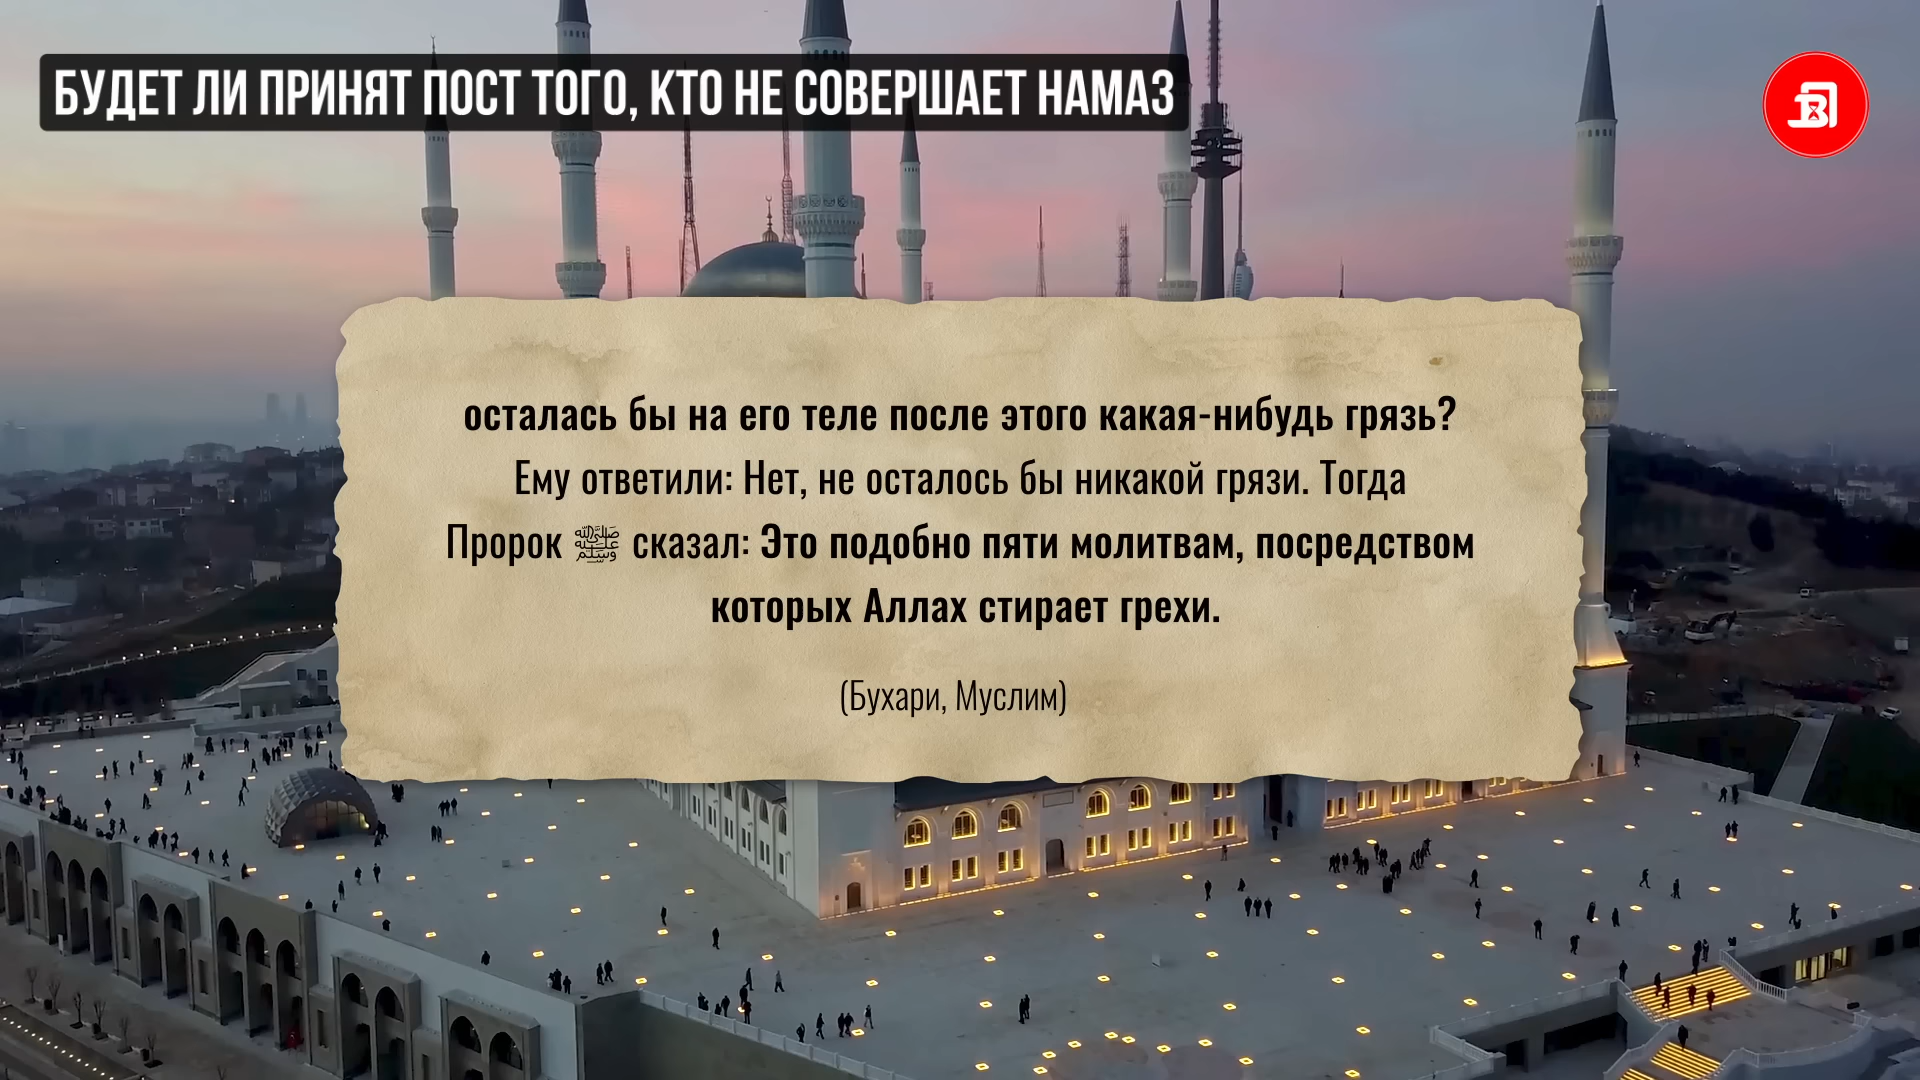 БУДЕТ ЛИ ПРИНЯТ ПОСТ ТОГО, КТО НЕ СОВЕРШАЕТ НАМАЗ
осталась бы на его теле после этого какая-нибудь грязь?
Ему ответили: Нет, не осталось бы никакой грязи. Тогда
Пророк ﷺ сказал: Это подобно пяти молитвам, посредством
которых Аллах стирает грехи.
(Бухари, Муслим)